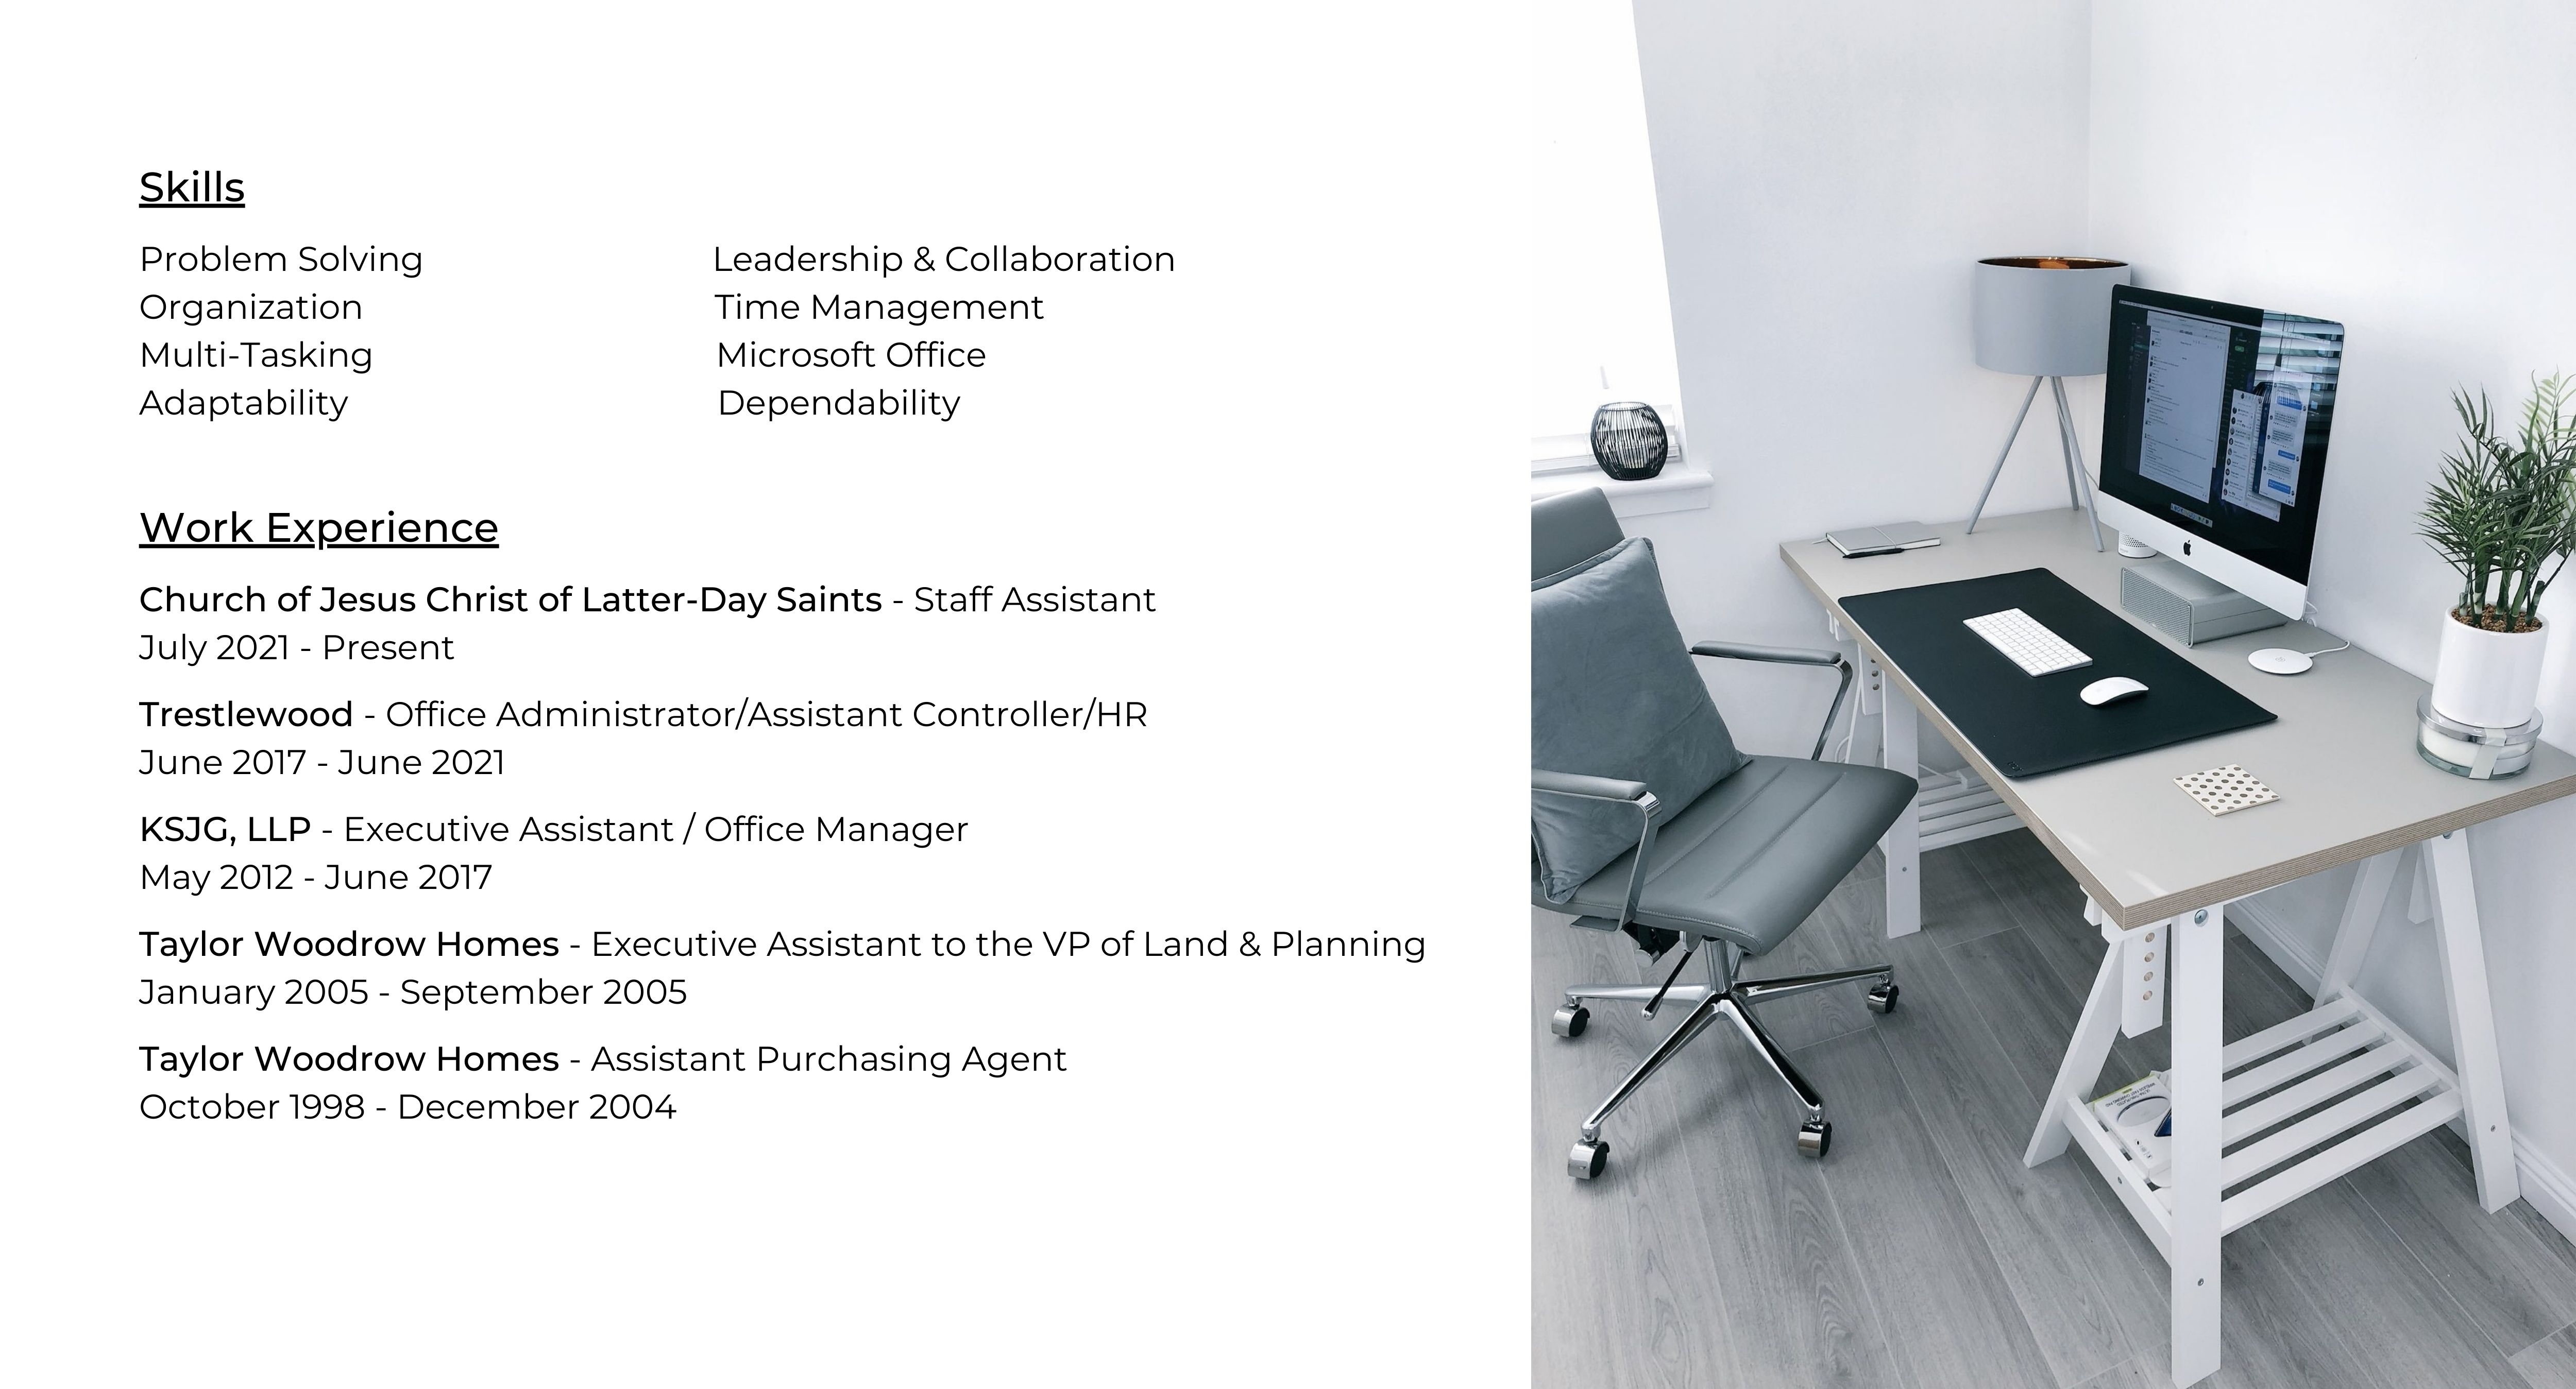 Skills
Problem Solving
Organization
Multi-Tasking
Adaptability
Leadership & Collaboration
Time Management
Microsoft Office
Dependability
Work Experience
Church of Jesus Christ of Latter-Day Saints - Staff Assistant
July 2021 - Present
Trestlewood - Office Administrator/Assistant Controller/HR
June 2017 - June 2021
KSJG, LLP - Executive Assistant / Office Manager
May 2012 - June 2017
Taylor Woodrow Homes - Executive Assistant to the VP of Land & Planning
January 2005 - September 2005
Taylor Woodrow Homes - Assistant Purchasing Agent
October 1998 - December 2004